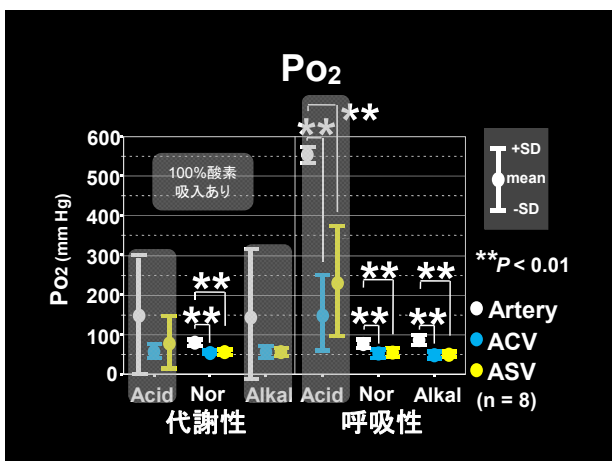 Po2
**
**
600
500
400
300
200
100
0
Po2 (mm Hg)
100%酸素
吸入あり
**
**
**
**
**
**
+SD
mean
-SD
**P < 0.01
Artery
ACV
ASV
(n = 8)
Acid Nor Alkal Acid Nor Alkal
代謝性 呼吸性